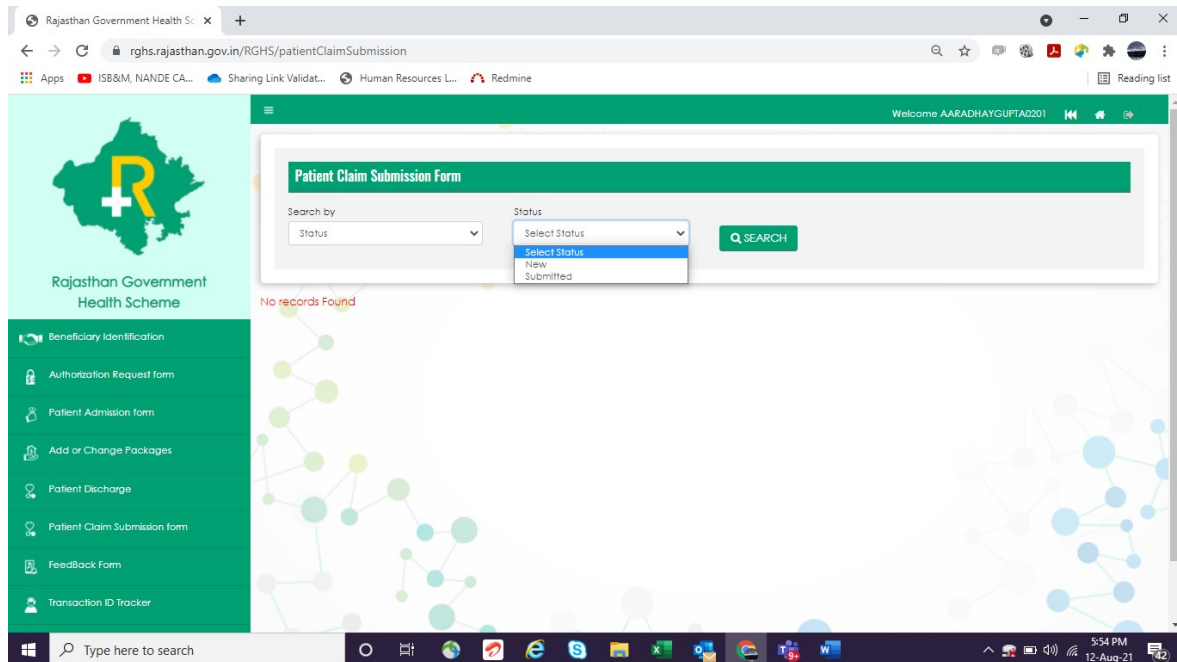 Rajasthan Government Health Sc
rghs.rajasthan.gov.in/RGHS/patientClaimSubmission
Apps
ISB&M, NANDE CA...
Sharing Link Validat...
Human Resources L...
Redmine
Reading list
Welcome AARADHAYGUPTA0201
R
Rajasthan Government
Health Scheme
Beneficiary Identification
Authorization Request form
Patient Admission form
Add or Change Packages
Patient Discharge
Patient Claim Submission form
FeedBack Form
Transaction ID Tracker
Patient Claim Submission Form
Search by
Status
Status
Select Status
SEARCH
Select Status
New
Submitted
No records Found
Type here to search
9+
5:54 PM
12-Aug-21
42